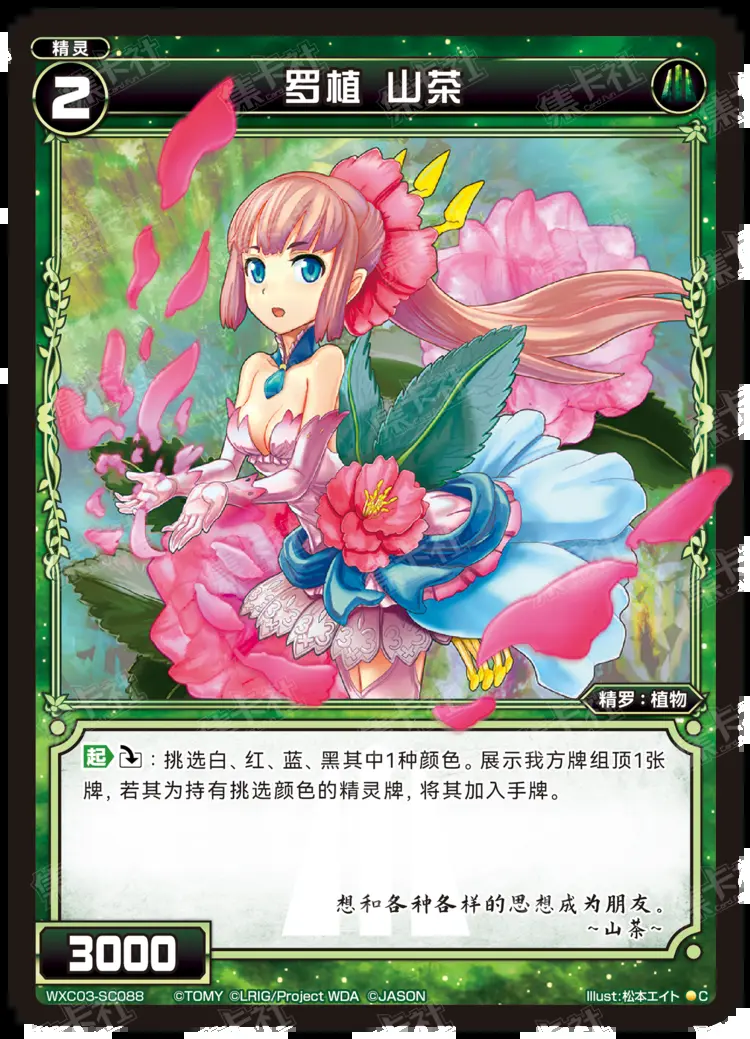 精灵
2
罗植 山茶
精罗：植物
起：挑选白、红、蓝、黑其中1种颜色。展示我方牌组顶1张
牌，若其为持有挑选颜色的精灵牌，将其加入手牌。
想和各种各样的思想成为朋友。
~山茶~
3000
WXC03-SC088 ©TOMY ©LRIG/Project WDA ©JASON
Illust:松本エイト C
集卡社